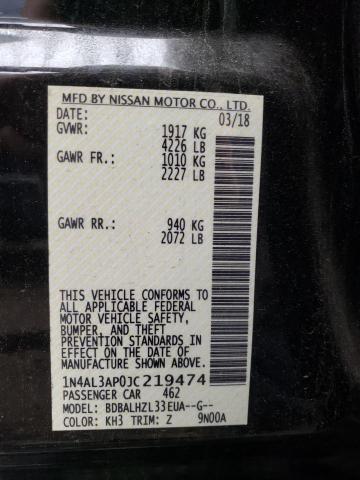 MFD BY NISSAN MOTOR CO., LTD.
DATE: 03/18
GVWR: 1917 KG
4226 LB
GAWR FR.: 1010 KG
2227 LB
GAWR RR.: 940 KG
2072 LB
THIS VEHICLE CONFORMS TO
ALL APPLICABLE FEDERAL
MOTOR VEHICLE SAFETY,
BUMPER, AND THEFT
PREVENTION STANDARDS IN
EFFECT ON THE DATE OF
MANUFACTURE SHOWN ABOVE.
1N4AL3AP0JC219474
PASSENGER CAR 462
MODEL: BDBALHZL33EUA--G--
COLOR: KH3 TRIM: Z 9N00A